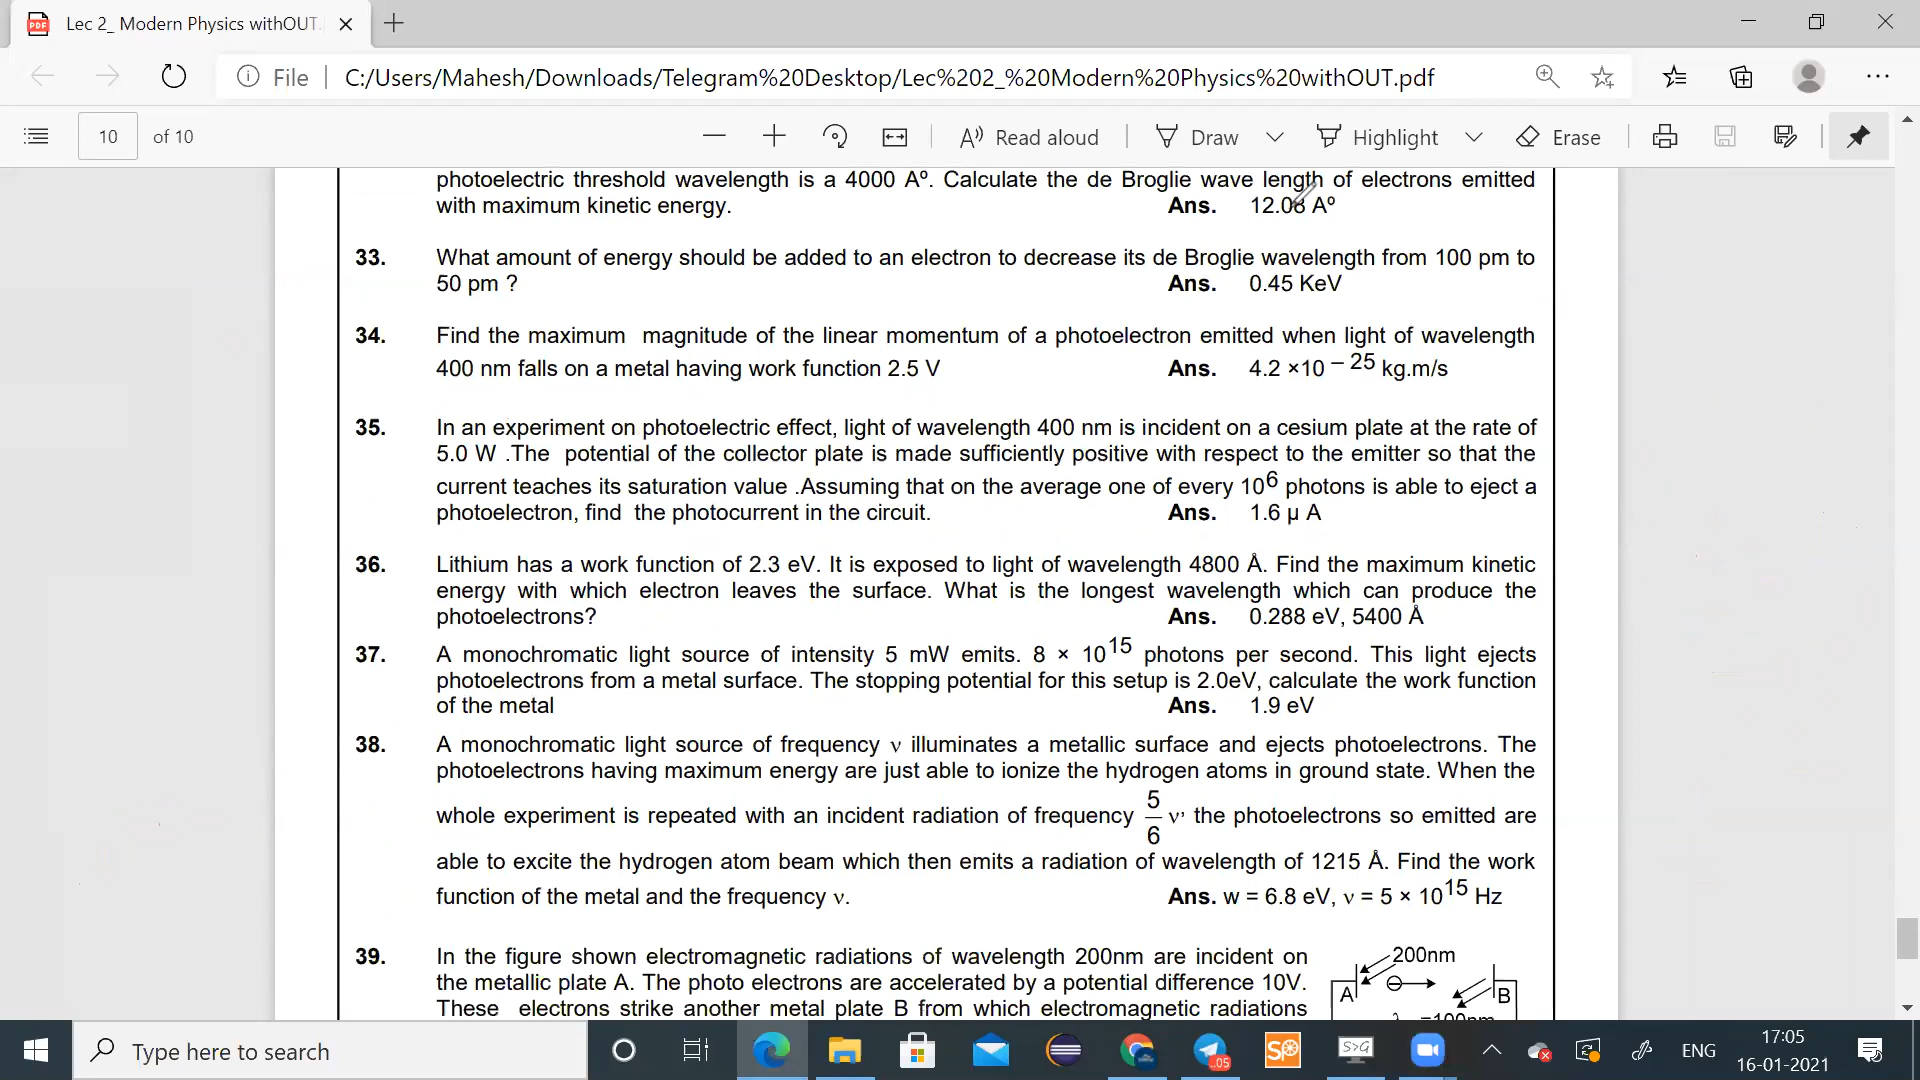 Lec 2_ Modern Physics withOUT.
File
C:/Users/Mahesh/Downloads/Telegram%20Desktop/Lec%202_%20Modern%20Physics%20withOUT.pdf
10 of 10
Read aloud
Draw
Highlight
Erase
photoelectric threshold wavelength is a 4000 Aº. Calculate the de Broglie wave length of electrons emitted
with maximum kinetic energy. Ans. 12.08 Aº
33. What amount of energy should be added to an electron to decrease its de Broglie wavelength from 100 pm to
50 pm ? Ans. 0.45 KeV
34. Find the maximum magnitude of the linear momentum of a photoelectron emitted when light of wavelength
400 nm falls on a metal having work function 2.5 V Ans. 4.2 ×10 – 25 kg.m/s
35. In an experiment on photoelectric effect, light of wavelength 400 nm is incident on a cesium plate at the rate of
5.0 W .The potential of the collector plate is made sufficiently positive with respect to the emitter so that the
current teaches its saturation value .Assuming that on the average one of every 10⁶ photons is able to eject a
photoelectron, find the photocurrent in the circuit. Ans. 1.6 μ A
36. Lithium has a work function of 2.3 eV. It is exposed to light of wavelength 4800 Å. Find the maximum kinetic
energy with which electron leaves the surface. What is the longest wavelength which can produce the
photoelectrons? Ans. 0.288 eV, 5400 Å
37. A monochromatic light source of intensity 5 mW emits. 8 × 10¹⁵ photons per second. This light ejects
photoelectrons from a metal surface. The stopping potential for this setup is 2.0eV, calculate the work function
of the metal Ans. 1.9 eV
38. A monochromatic light source of frequency ν illuminates a metallic surface and ejects photoelectrons. The
photoelectrons having maximum energy are just able to ionize the hydrogen atoms in ground state. When the
whole experiment is repeated with an incident radiation of frequency 5/6 ν, the photoelectrons so emitted are
able to excite the hydrogen atom beam which then emits a radiation of wavelength of 1215 Å. Find the work
function of the metal and the frequency ν. Ans. w = 6.8 eV, ν = 5 × 10¹⁵ Hz
39. In the figure shown electromagnetic radiations of wavelength 200nm are incident on
the metallic plate A. The photo electrons are accelerated by a potential difference 10V.
These electrons strike another metal plate B from which electromagnetic radiations
200nm
A
B
=100nm
Type here to search
..05
S>G
ENG
17:05
16-01-2021